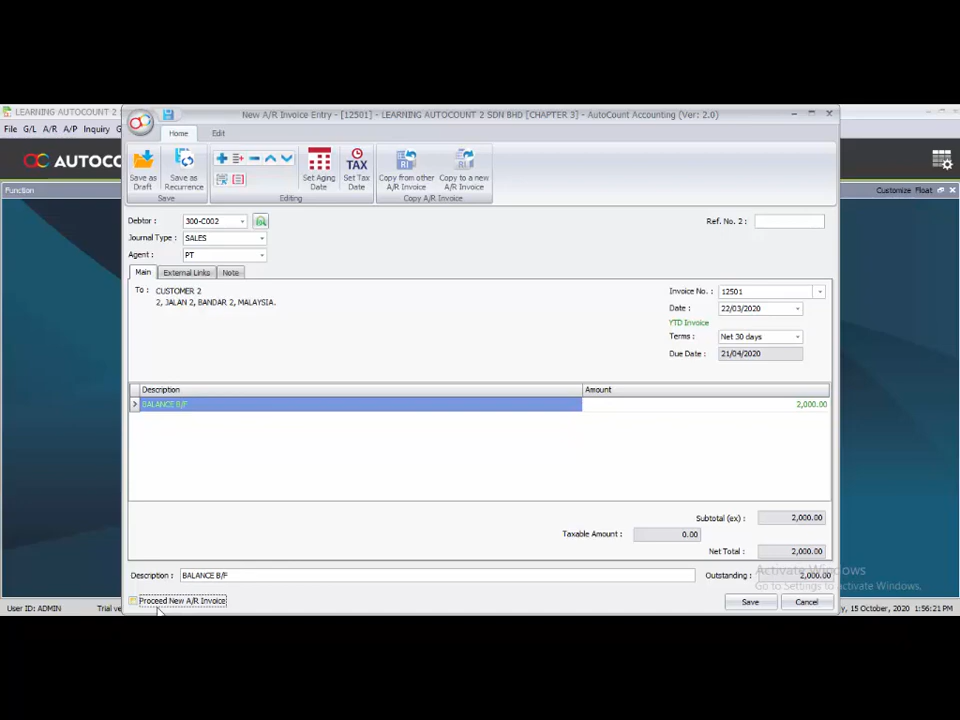 LEARNING AUTOCOUNT 2
New A/R Invoice Entry - [12501] - LEARNING AUTOCOUNT 2 SDN BHD [CHAPTER 3] - AutoCount Accounting (Ver: 2.0)
File G/L A/R A/P Inquiry G
Home Edit
AUTOCOU
Save as Draft
Save as Recurrence
Set Aging Date
TAX
Set Tax Date
Copy from other A/R Invoice
Copy to a new A/R Invoice
Save
Editing
Copy A/R Invoice
Function
Customize Float
Debtor : 300-C002
Ref. No. 2 :
Journal Type : SALES
Agent : PT
Main External Links Note
To : CUSTOMER 2
2, JALAN 2, BANDAR 2, MALAYSIA.
Invoice No. : 12501
Date : 22/03/2020
YTD Invoice
Terms : Net 30 days
Due Date : 21/04/2020
Description Amount
BALANCE B/F 2,000.00
Subtotal (ex) : 2,000.00
Taxable Amount : 0.00
Net Total : 2,000.00
Activate Windows
Go to Settings to activate Windows.
Description : BALANCE B/F
Outstanding : 2,000.00
Proceed New A/R Invoice
Save Cancel
User ID: ADMIN Trial ve
y, 15 October, 2020 1:56:21 PM